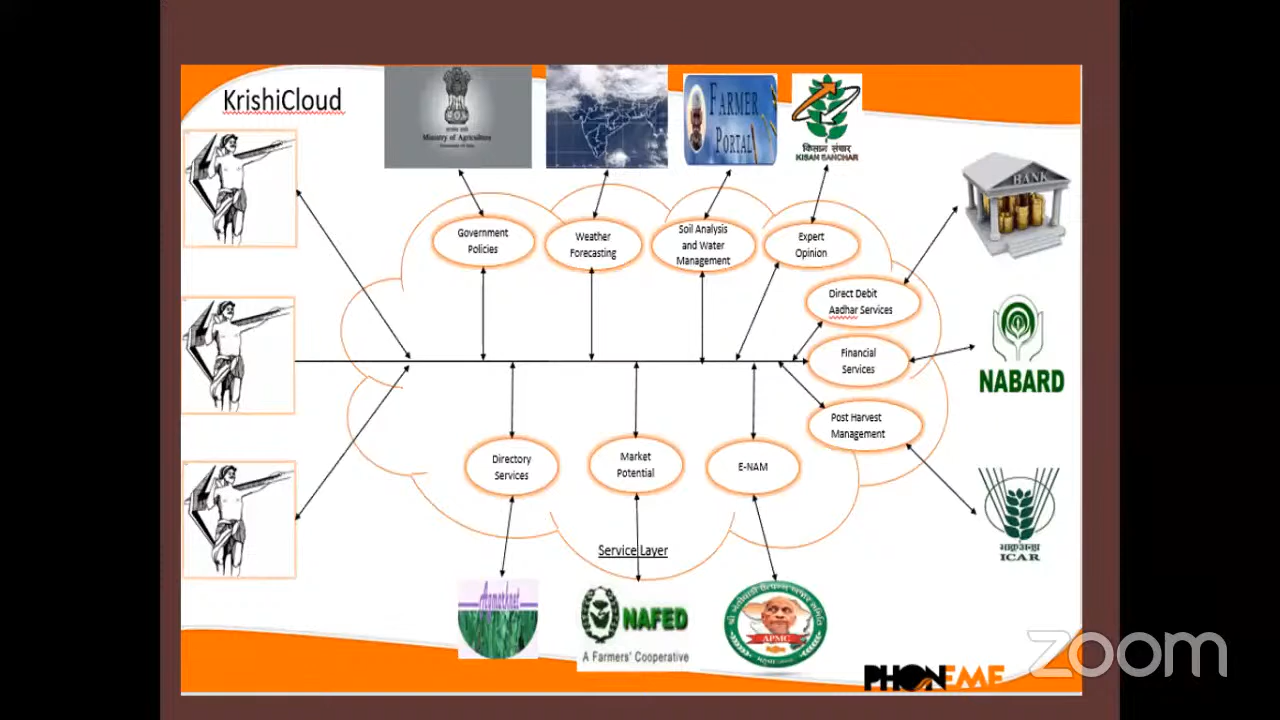 KrishiCloud
Ministry of Agriculture
FARMER
PORTAL
किसान संचार
KISAN SANCHAR
BANK
Government
Policies
Weather
Forecasting
Soil Analysis
and Water
Management
Expert
Opinion
Direct Debit
Aadhar Services
Financial
Services
NABARD
Post Harvest
Management
Directory
Services
Market
Potential
E-NAM
ICAR
Service Layer
Agmarknet
NAFED
A Farmers' Cooperative
APMC
PHONEME
zoom